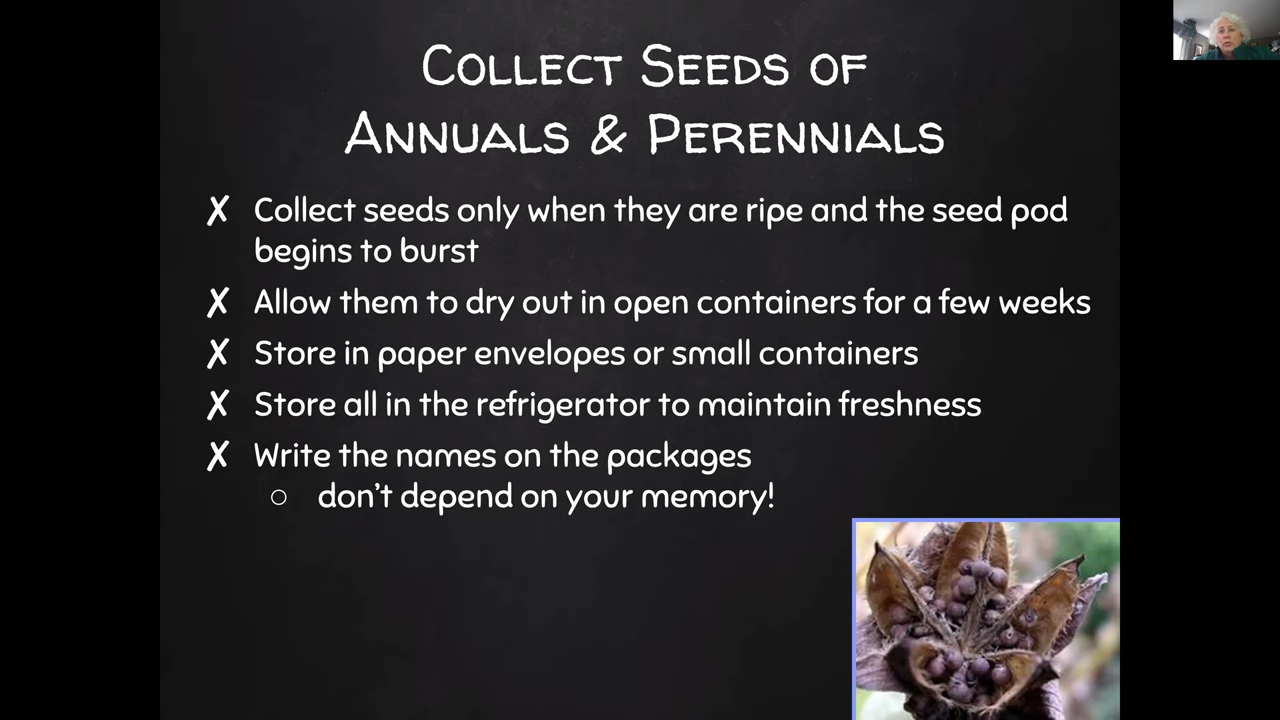 Collect Seeds of
Annuals & Perennials
✗ Collect seeds only when they are ripe and the seed pod
begins to burst
✗ Allow them to dry out in open containers for a few weeks
✗ Store in paper envelopes or small containers
✗ Store all in the refrigerator to maintain freshness
✗ Write the names on the packages
○ don't depend on your memory!